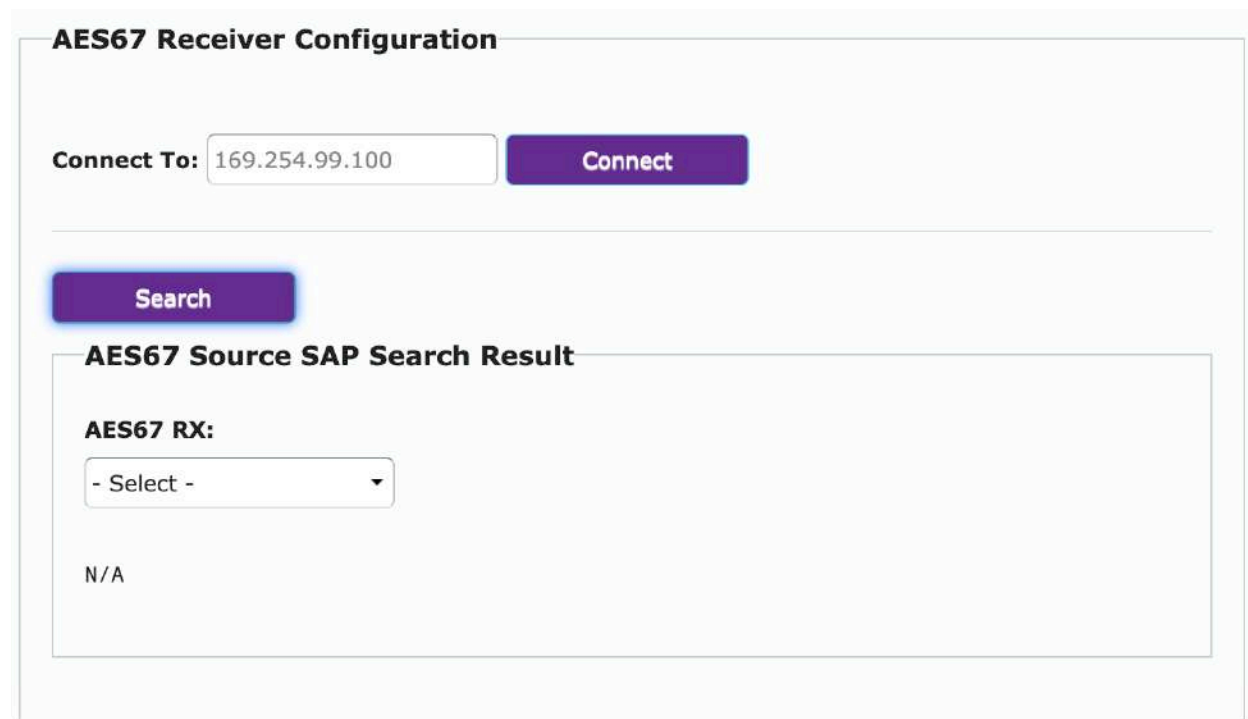 AES67 Receiver Configuration
Connect To: 169.254.99.100 Connect
Search
AES67 Source SAP Search Result
AES67 RX:
- Select -
N/A